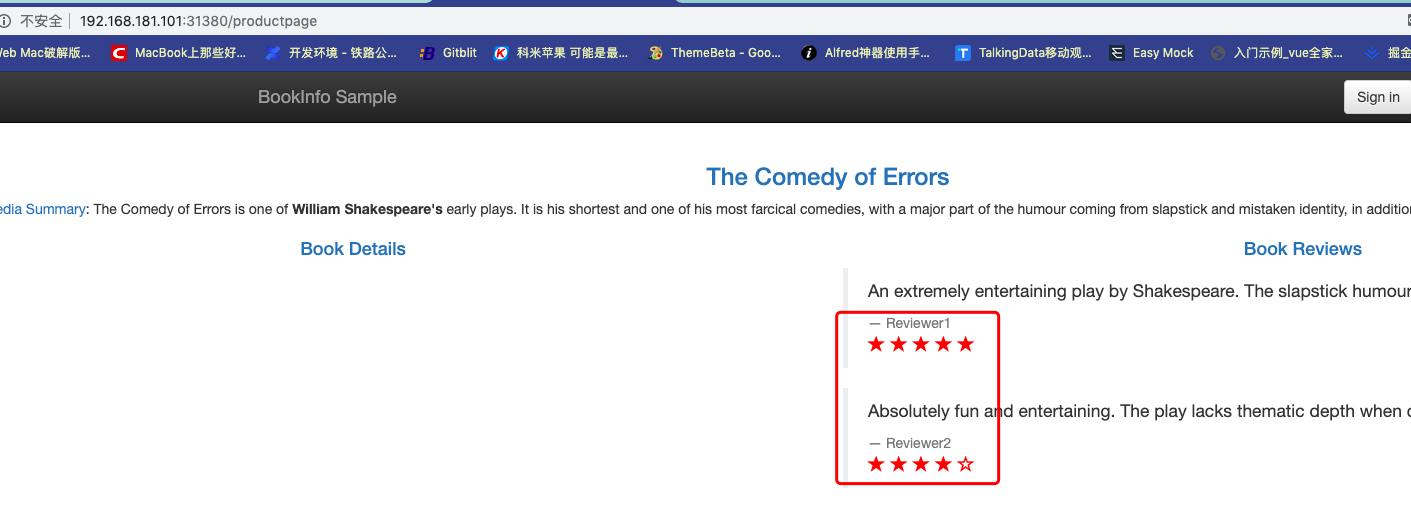 不安全 192.168.181.101:31380/productpage
Web Mac破解版... MacBook上那些好... 开发环境 - 铁路公... Gitblit 科米苹果 可能是最... ThemeBeta - Goo... Alfred神器使用手... TalkingData移动观... Easy Mock 入门示例_vue全家... 掘金
BookInfo Sample Sign in
The Comedy of Errors
edia Summary: The Comedy of Errors is one of William Shakespeare's early plays. It is his shortest and one of his most farcical comedies, with a major part of the humour coming from slapstick and mistaken identity, in addition
Book Details Book Reviews
An extremely entertaining play by Shakespeare. The slapstick humour
— Reviewer1
★ ★ ★ ★ ★
Absolutely fun and entertaining. The play lacks thematic depth when
— Reviewer2
★ ★ ★ ★ ☆